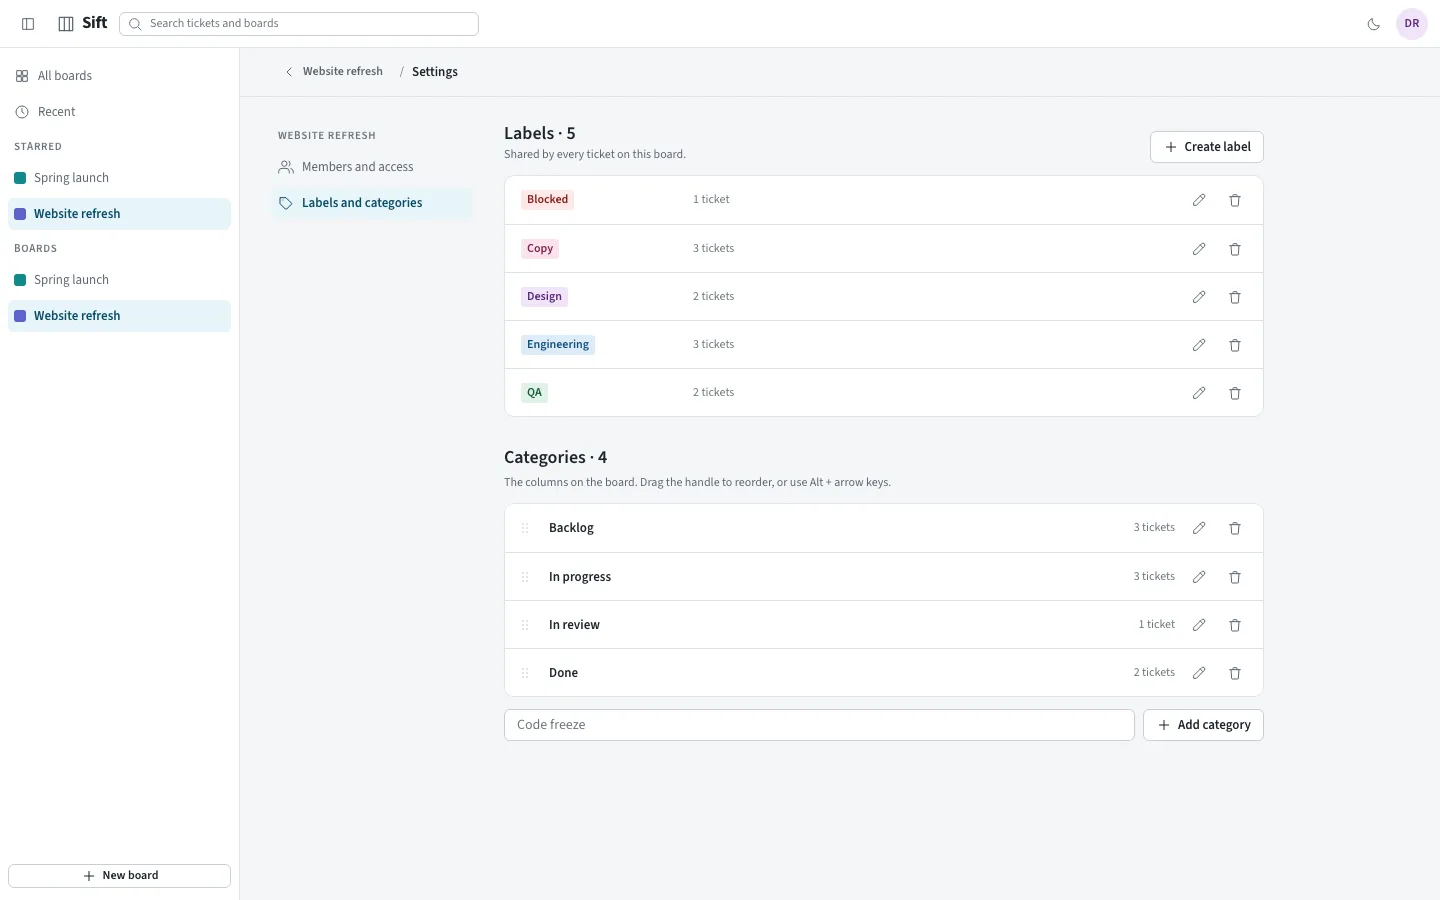 Sift
Search tickets and boards
DR
All boards
Recent
STARRED
Spring launch
Website refresh
BOARDS
Spring launch
Website refresh
New board
Website refresh / Settings
WEBSITE REFRESH
Members and access
Labels and categories
Labels · 5
Shared by every ticket on this board.
Create label
Blocked 1 ticket
Copy 3 tickets
Design 2 tickets
Engineering 3 tickets
QA 2 tickets
Categories · 4
The columns on the board. Drag the handle to reorder, or use Alt + arrow keys.
Backlog 3 tickets
In progress 3 tickets
In review 1 ticket
Done 2 tickets
Code freeze
Add category